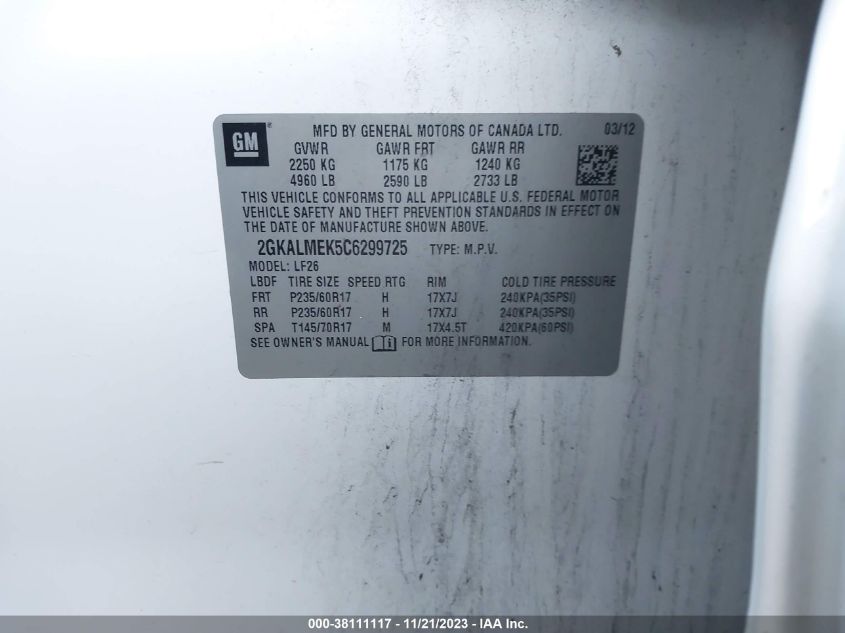 GM ® MFD BY GENERAL MOTORS OF CANADA LTD. 03/12
GVWR GAWR FRT GAWR RR
2250 KG 1175 KG 1240 KG
4960 LB 2590 LB 2733 LB
THIS VEHICLE CONFORMS TO ALL APPLICABLE U.S. FEDERAL MOTOR
VEHICLE SAFETY AND THEFT PREVENTION STANDARDS IN EFFECT ON
THE DATE OF MANUFACTURE SHOWN ABOVE.
2GKALMEK5C6299725 TYPE: M.P.V.
MODEL: LF26
LBDF TIRE SIZE SPEED RTG RIM COLD TIRE PRESSURE
FRT P235/60R17 H 17X7J 240KPA(35PSI)
RR P235/60R17 H 17X7J 240KPA(35PSI)
SPA T145/70R17 M 17X4.5T 420KPA(60PSI)
SEE OWNER'S MANUAL FOR MORE INFORMATION.
000-38111117 - 11/21/2023 - IAA Inc.